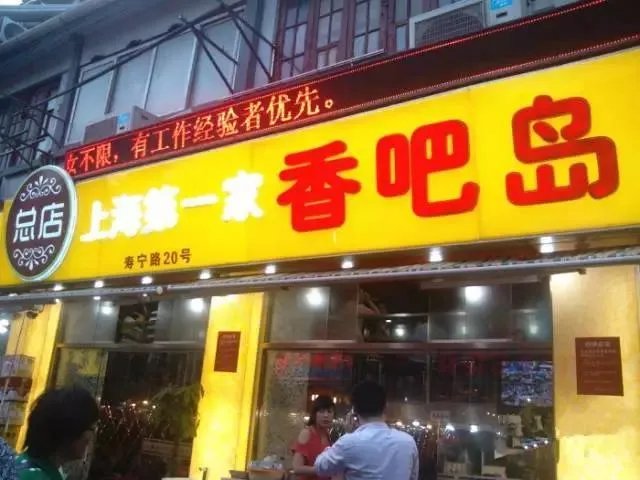 女不限，有工作经验者优先。
总店
上海第一家 香吧岛
寿宁路20号